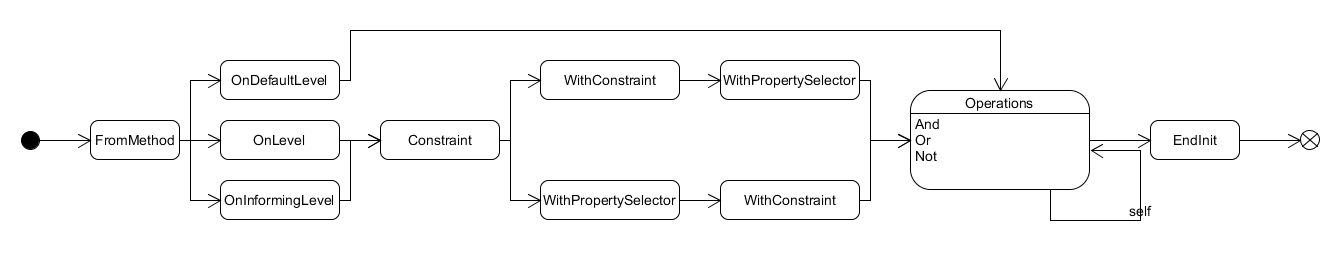 FromMethod
OnDefaultLevel
OnLevel
OnInformingLevel
Constraint
WithConstraint
WithPropertySelector
WithPropertySelector
WithConstraint
Operations
And
Or
Not
self
EndInit